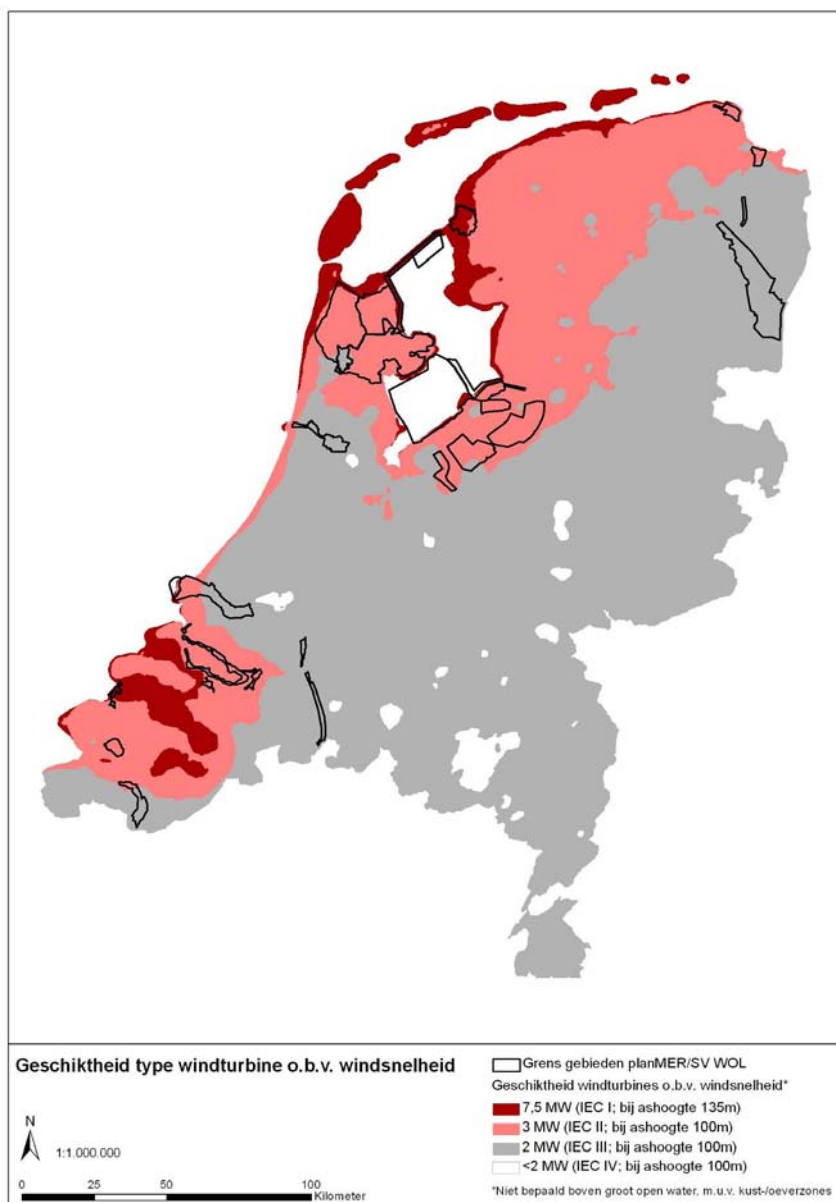 Geschiktheid type windturbine o.b.v. windsnelheid
N
1:1.000.000
0 25 50 100
Kilometer
Grens gebieden planMER/SV WOL
Geschiktheid windturbines o.b.v. windsnelheid*
7,5 MW (IEC I; bij ashoogte 135m)
3 MW (IEC II; bij ashoogte 100m)
2 MW (IEC III; bij ashoogte 100m)
<2 MW (IEC IV; bij ashoogte 100m)
*Niet bepaald boven groot open water, m.u.v. kust-/oeverzones